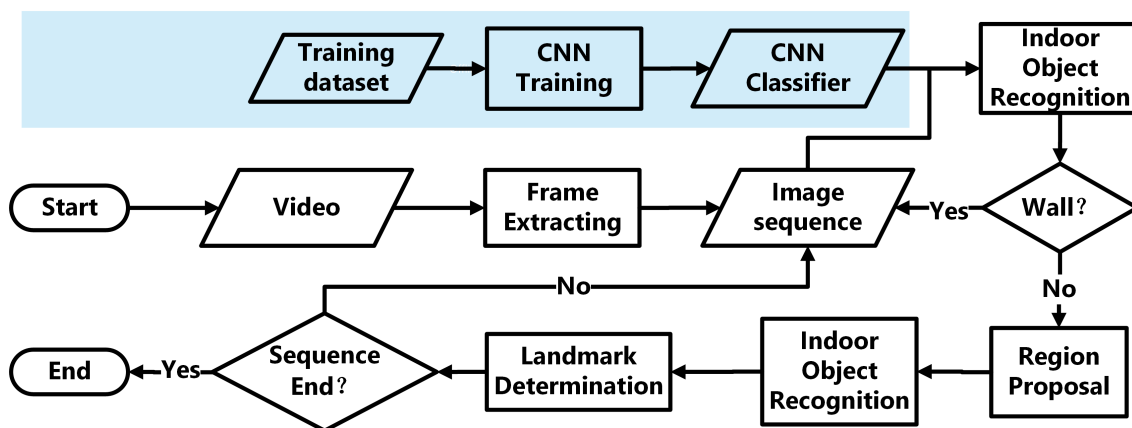 Training
dataset
CNN
Training
CNN
Classifier
Indoor
Object
Recognition
Start
Video
Frame
Extracting
Image
sequence
Yes
Wall？
No
No
End
Yes
Sequence
End？
Landmark
Determination
Indoor
Object
Recognition
Region
Proposal